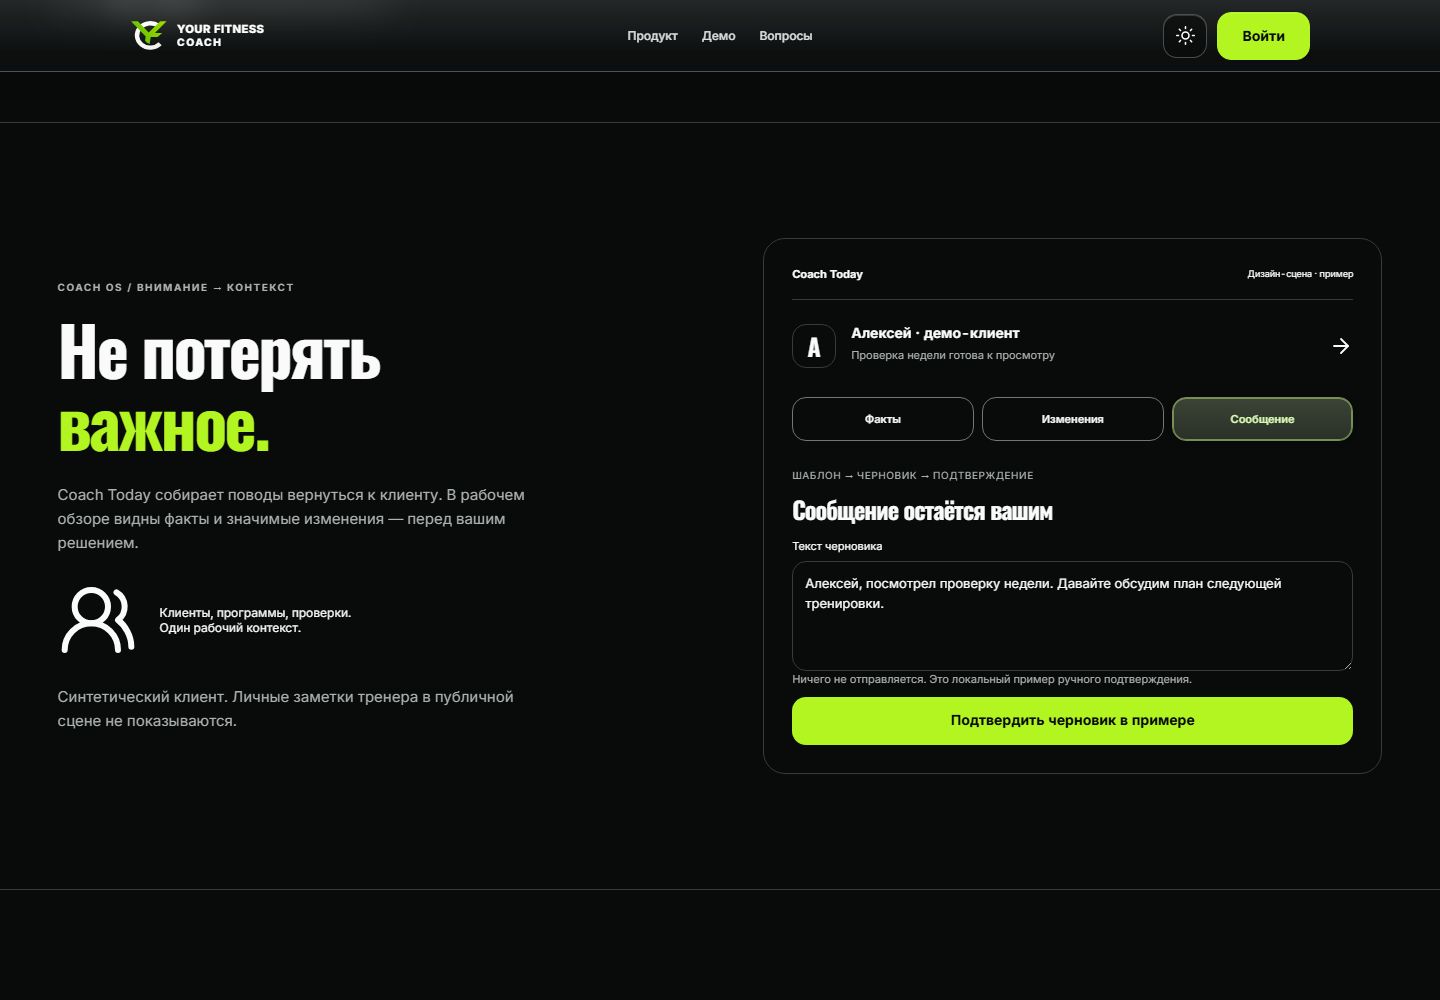 YOUR FITNESS
COACH
Продукт
Демо
Вопросы
Войти
COACH OS / ВНИМАНИЕ → КОНТЕКСТ
Не потерять
важное.
Coach Today собирает поводы вернуться к клиенту. В рабочем
обзоре видны факты и значимые изменения — перед вашим
решением.
Клиенты, программы, проверки.
Один рабочий контекст.
Синтетический клиент. Личные заметки тренера в публичной
сцене не показываются.
Coach Today
Дизайн-сцена · пример
А
Алексей · демо-клиент
Проверка недели готова к просмотру
Факты
Изменения
Сообщение
ШАБЛОН → ЧЕРНОВИК → ПОДТВЕРЖДЕНИЕ
Сообщение остаётся вашим
Текст черновика
Алексей, посмотрел проверку недели. Давайте обсудим план следующей
тренировки.
Ничего не отправляется. Это локальный пример ручного подтверждения.
Подтвердить черновик в примере